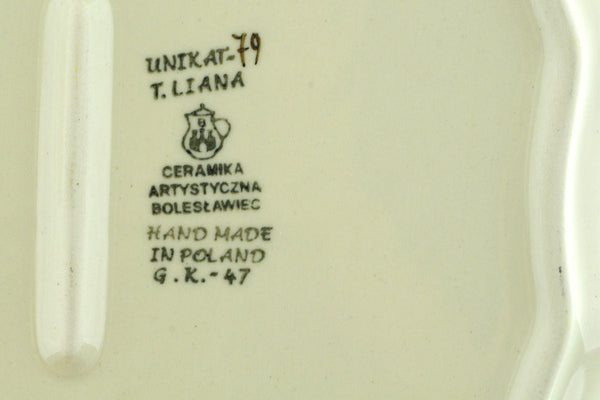 UNIKAT-79
T. LIANA
B
CERAMIKA
ARTYSTYCZNA
BOLESŁAWIEC
HAND MADE
IN POLAND
G. K.- 47